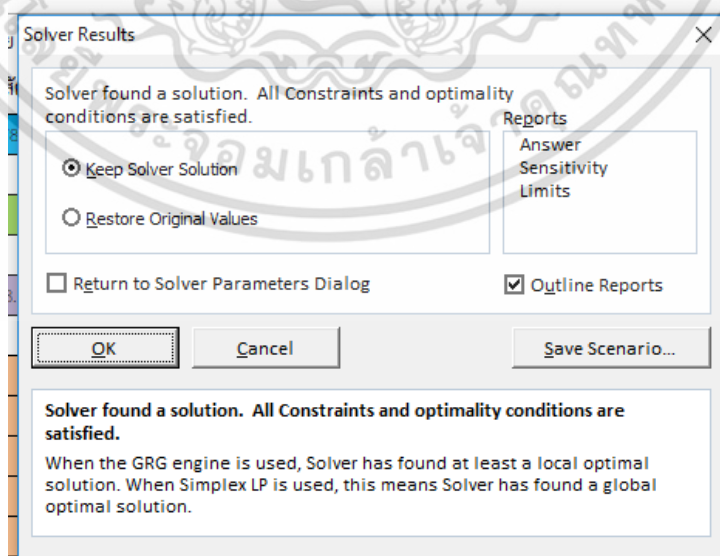 Solver Results
Solver found a solution. All Constraints and optimality
conditions are satisfied.
Reports
Answer
Sensitivity
Limits
Keep Solver Solution
Restore Original Values
Return to Solver Parameters Dialog
Outline Reports
OK
Cancel
Save Scenario...
Solver found a solution. All Constraints and optimality conditions are
satisfied.
When the GRG engine is used, Solver has found at least a local optimal
solution. When Simplex LP is used, this means Solver has found a global
optimal solution.